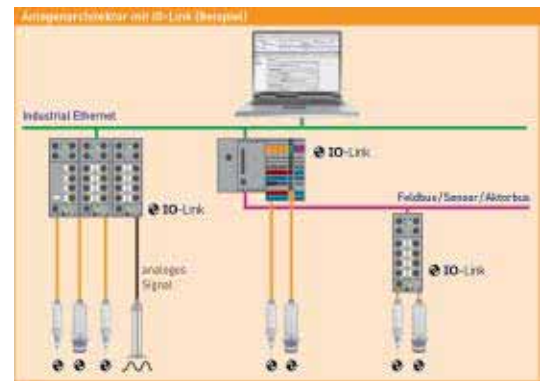 Anlagenarchitektur mit IO-Link (Beispiel)
Industrial Ethernet
IO-Link
Feldbus/Sensor/Aktorbus
IO-Link
analoges
Signal
IO-Link